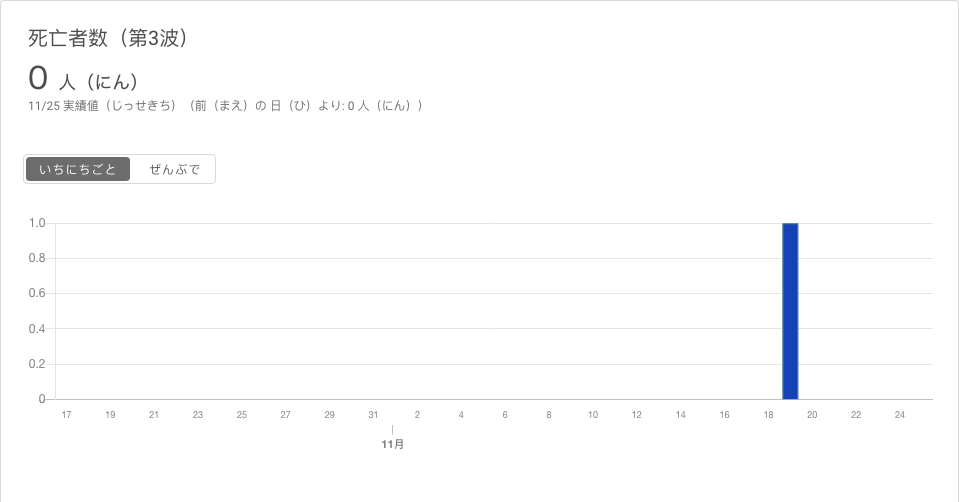 死亡者数（第3波）
0 人（にん）
11/25 実績値（じっせきち）（前（まえ）の 日（ひ）より: 0 人（にん））
いちにちごと ぜんぶで
1.0
0.8
0.6
0.4
0.2
0
17 19 21 23 25 27 29 31 2 4 6 8 10 12 14 16 18 20 22 24
11月